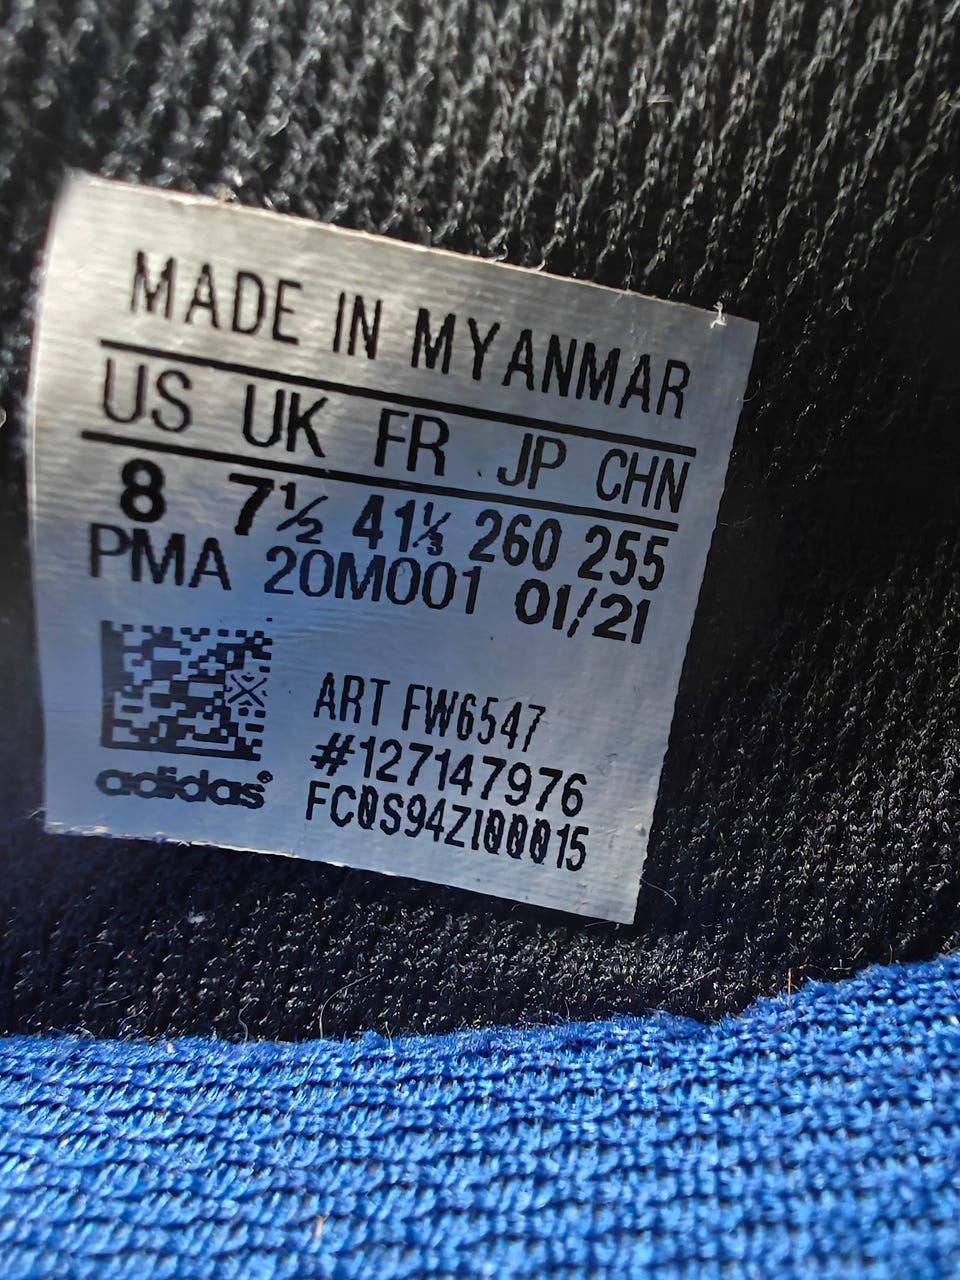 MADE IN MYANMAR
US UK FR JP CHN
8 7½ 41⅓ 260 255
PMA 20M001 01/21
ART FW6547
#127147976
adidas®
FC0S94ZI00015